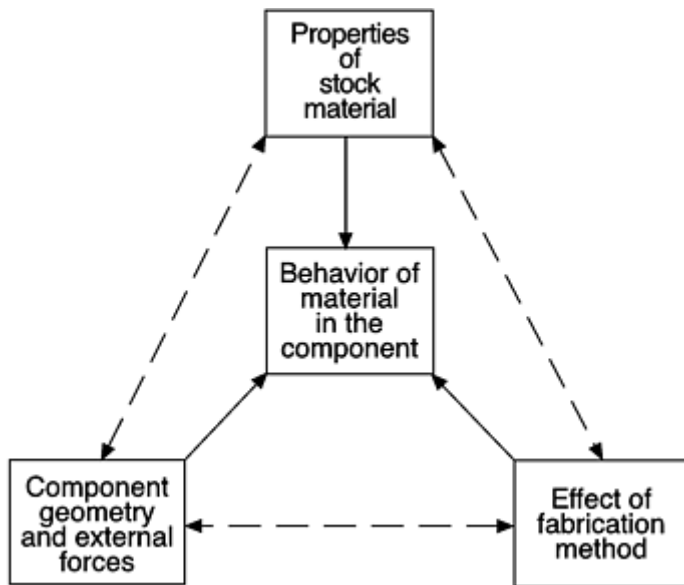 Properties
of
stock
material
Behavior of
material
in the
component
Component
geometry
and external
forces
Effect of
fabrication
method